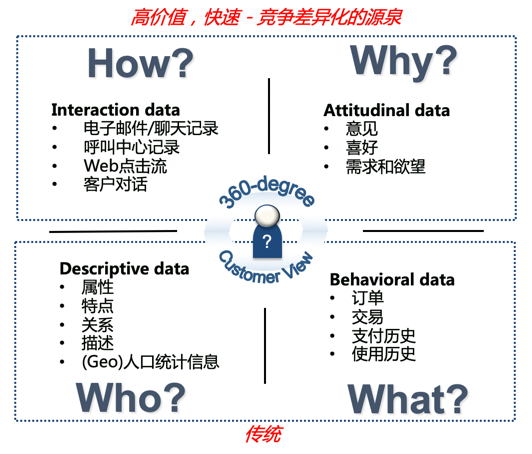 高价值，快速 - 竞争差异化的源泉
How?
Why?
Interaction data
• 电子邮件/聊天记录
• 呼叫中心记录
• Web点击流
• 客户对话
Attitudinal data
• 意见
• 喜好
• 需求和欲望
360-degree
?
Customer View
Descriptive data
• 属性
• 特点
• 关系
• 描述
• (Geo)人口统计信息
Behavioral data
• 订单
• 交易
• 支付历史
• 使用历史
Who?
What?
传统